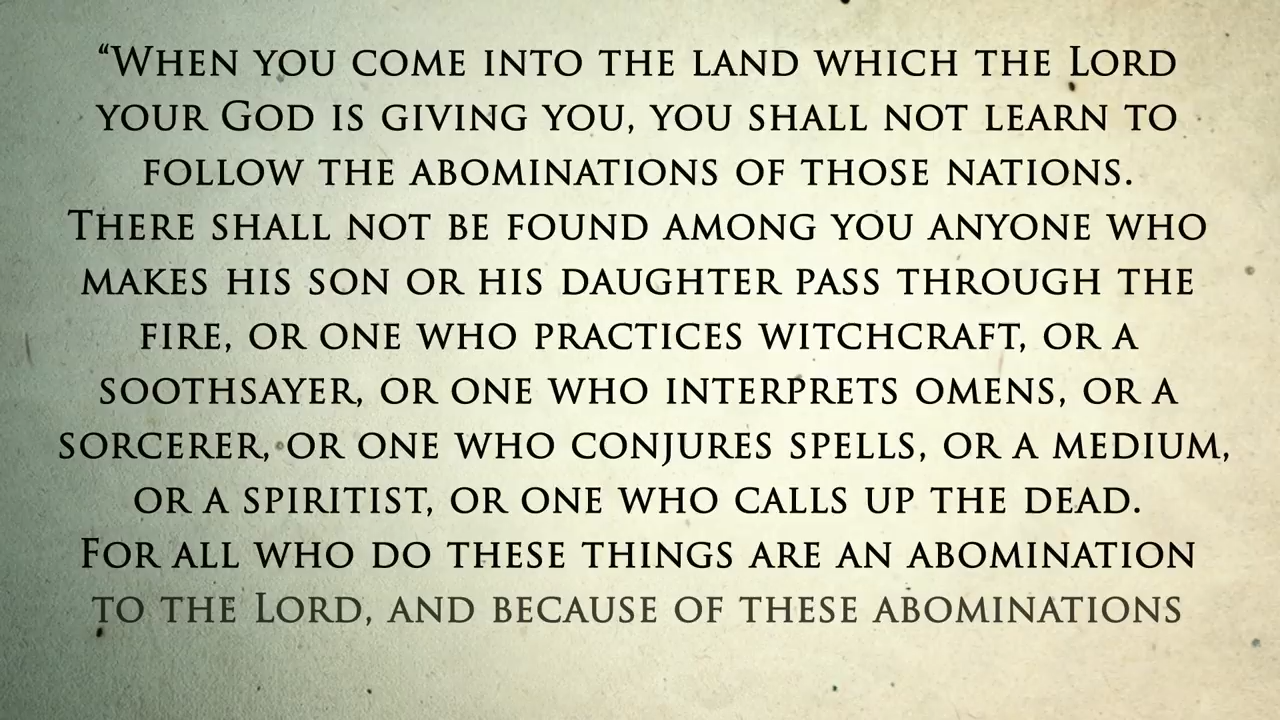 “When you come into the land which the Lord
your God is giving you, you shall not learn to
follow the abominations of those nations.
There shall not be found among you anyone who
makes his son or his daughter pass through the
fire, or one who practices witchcraft, or a
soothsayer, or one who interprets omens, or a
sorcerer, or one who conjures spells, or a medium,
or a spiritist, or one who calls up the dead.
For all who do these things are an abomination
to the Lord, and because of these abominations